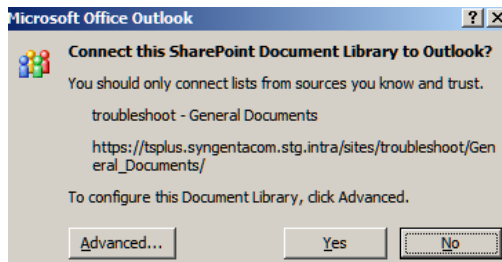 Microsoft Office Outlook
Connect this SharePoint Document Library to Outlook?
You should only connect lists from sources you know and trust.
troubleshoot - General Documents
https://tsplus.syngentacom.stg.intra/sites/troubleshoot/Gen
eral_Documents/
To configure this Document Library, click Advanced.
Advanced... Yes No